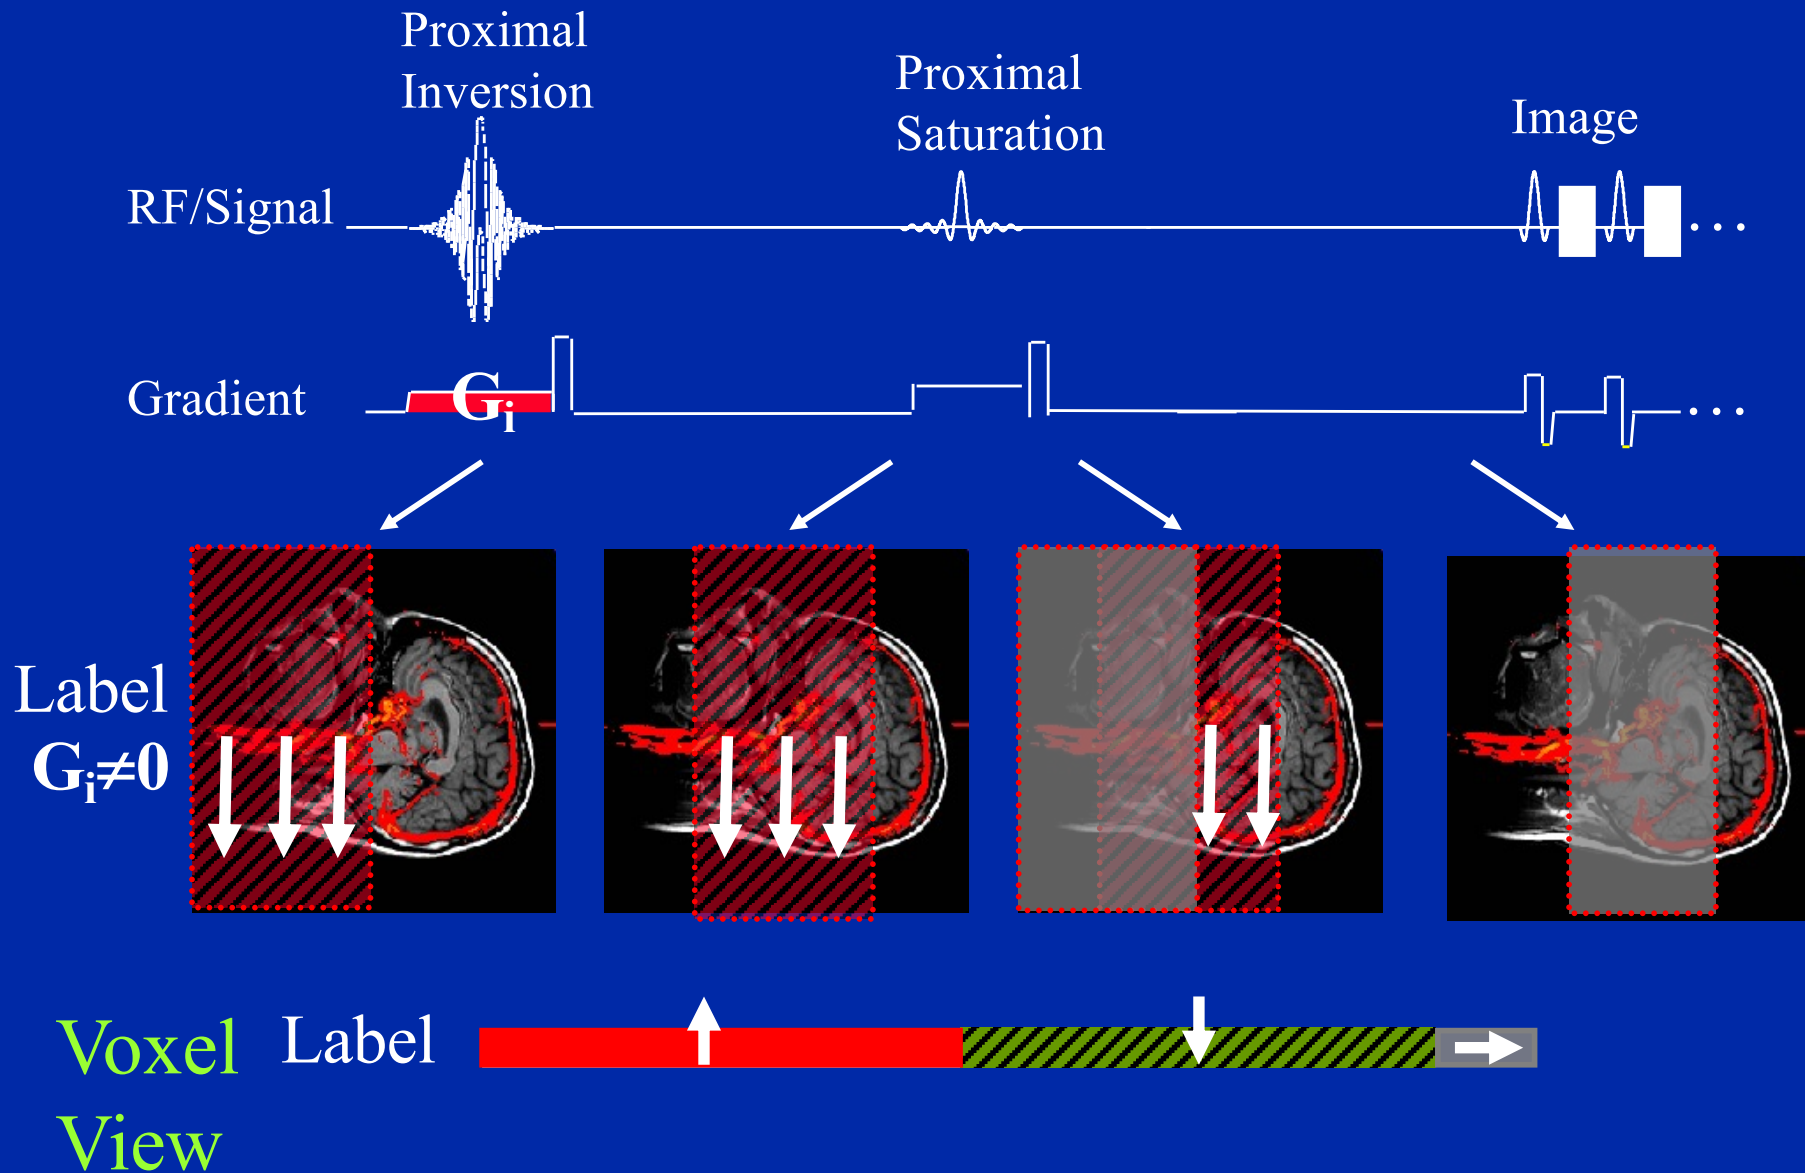 Proximal
Inversion
Proximal
Saturation
Image
RF/Signal
...
Gradient
Gi
...
Label
Gi≠0
Voxel
View
Label